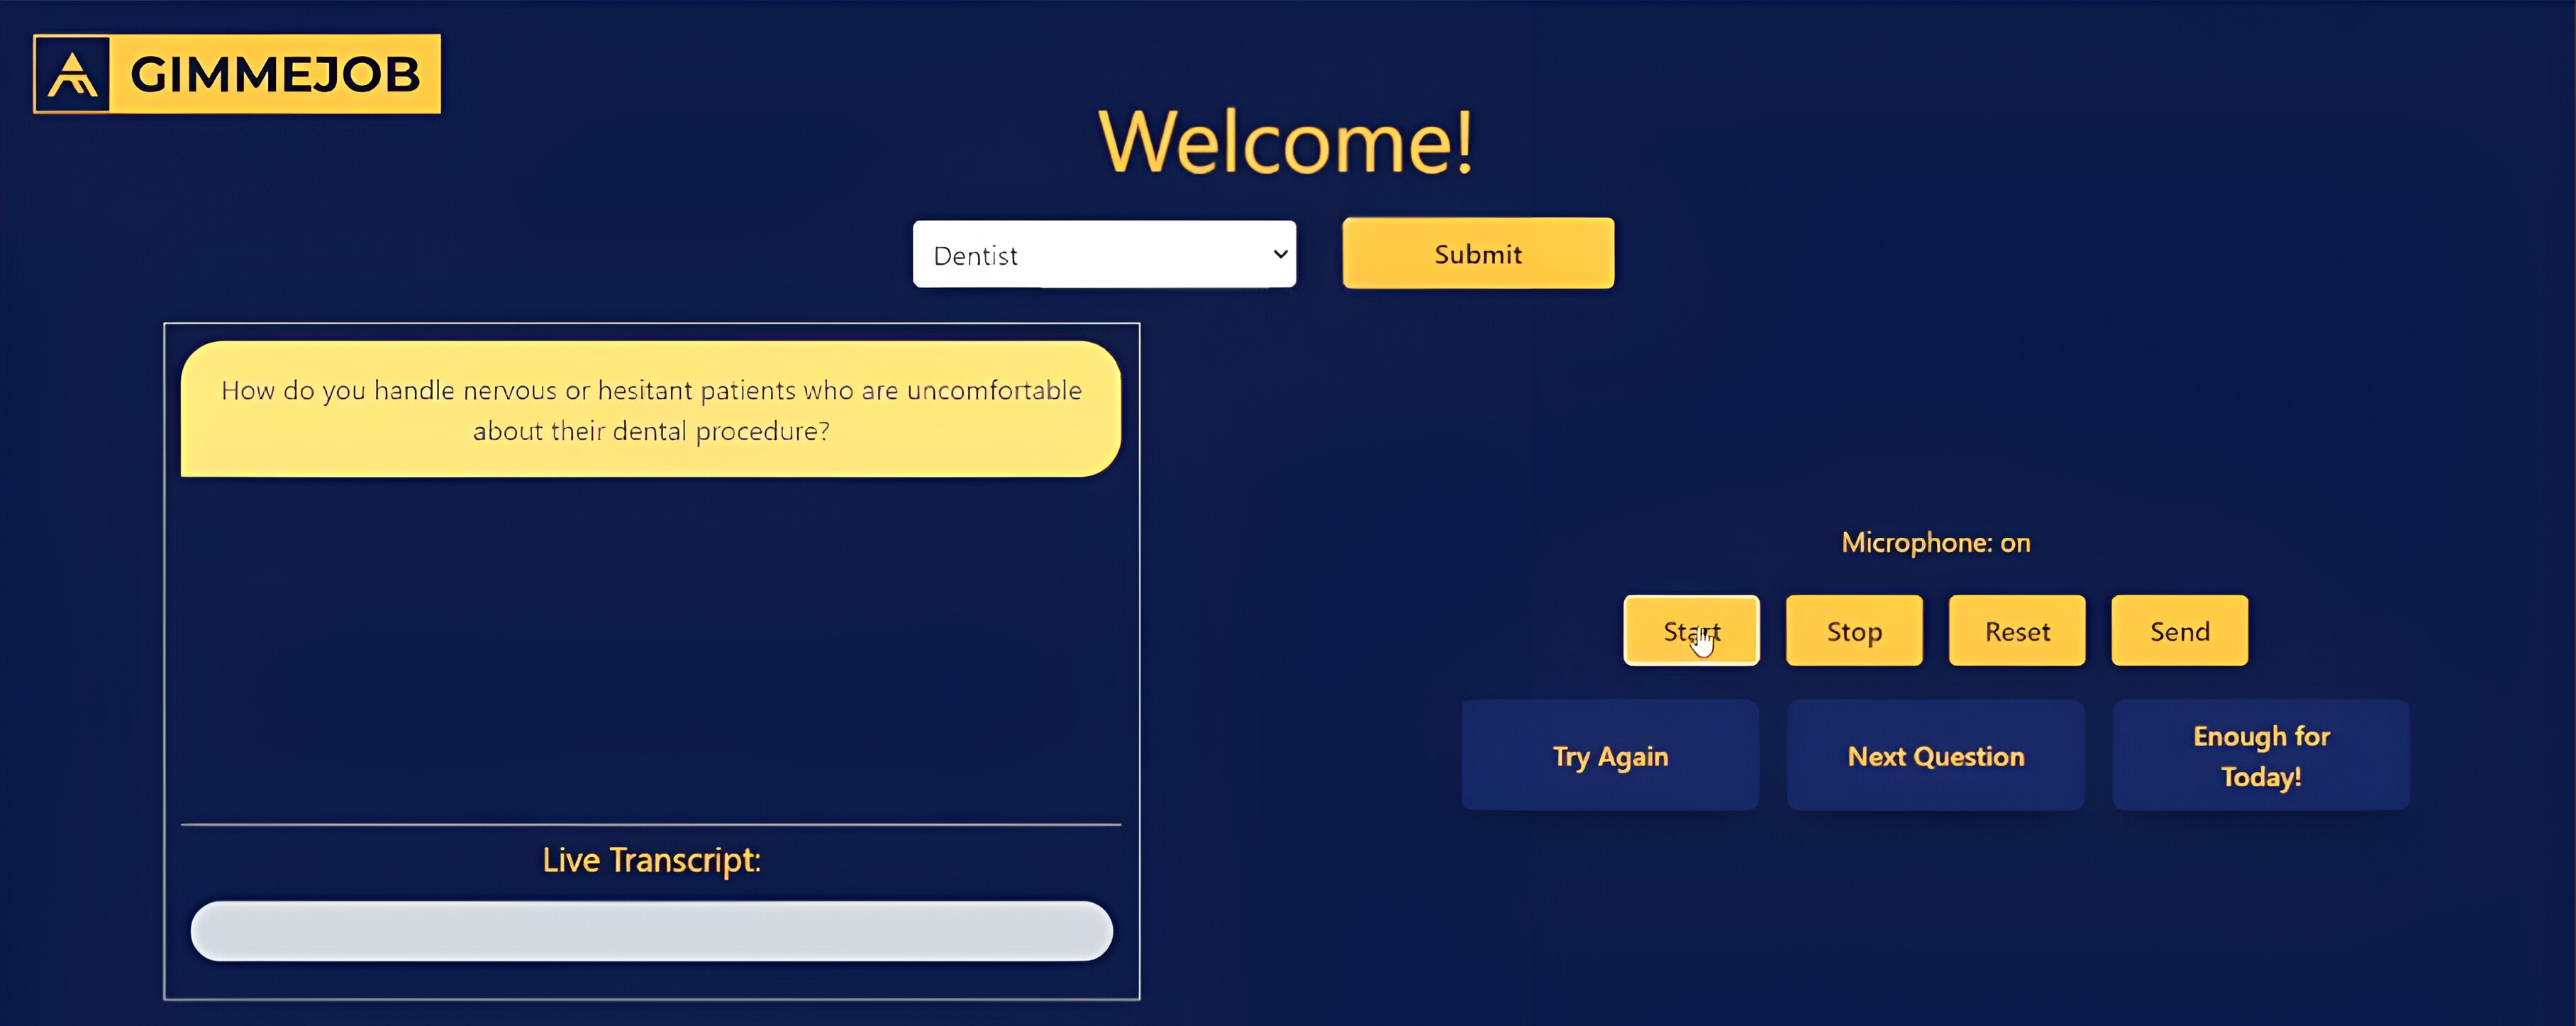 GIMMEJOB
Welcome!
Dentist
Submit
How do you handle nervous or hesitant patients who are uncomfortable
about their dental procedure?
Microphone: on
Start
Stop
Reset
Send
Try Again
Next Question
Enough for
Today!
Live Transcript: